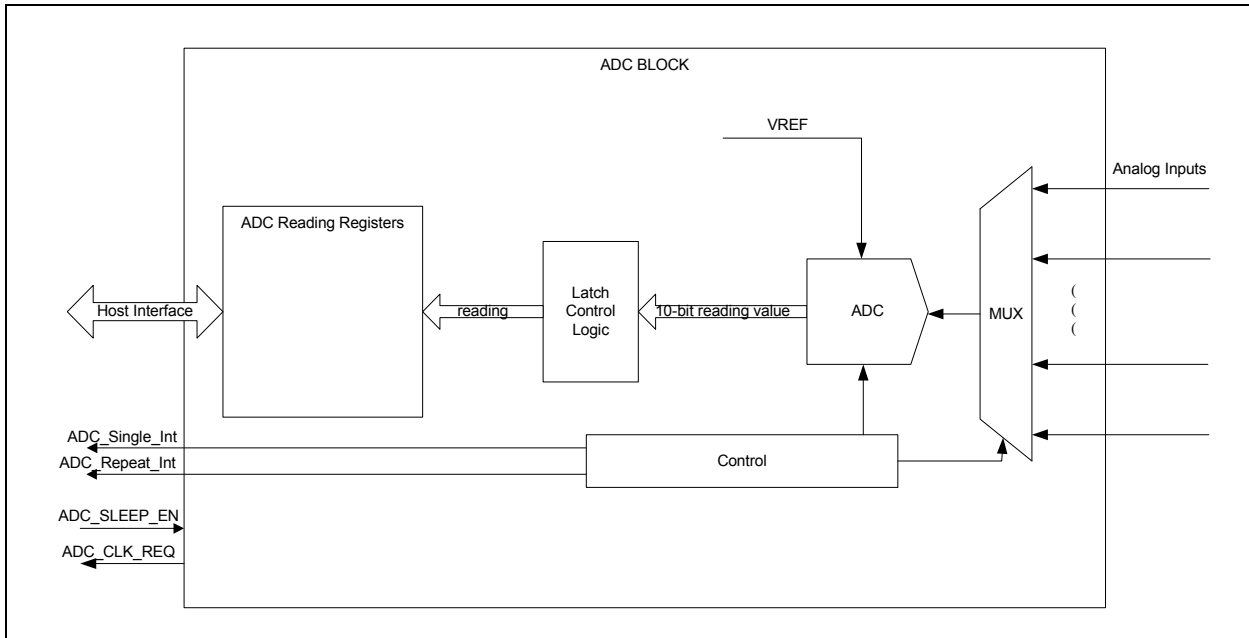 ADC BLOCK
VREF
Analog Inputs
ADC Reading Registers
Latch
Control
Logic
Host Interface
reading
10-bit reading value
ADC
MUX
(
(
(
ADC_Single_Int
ADC_Repeat_Int
Control
ADC_SLEEP_EN
ADC_CLK_REQ